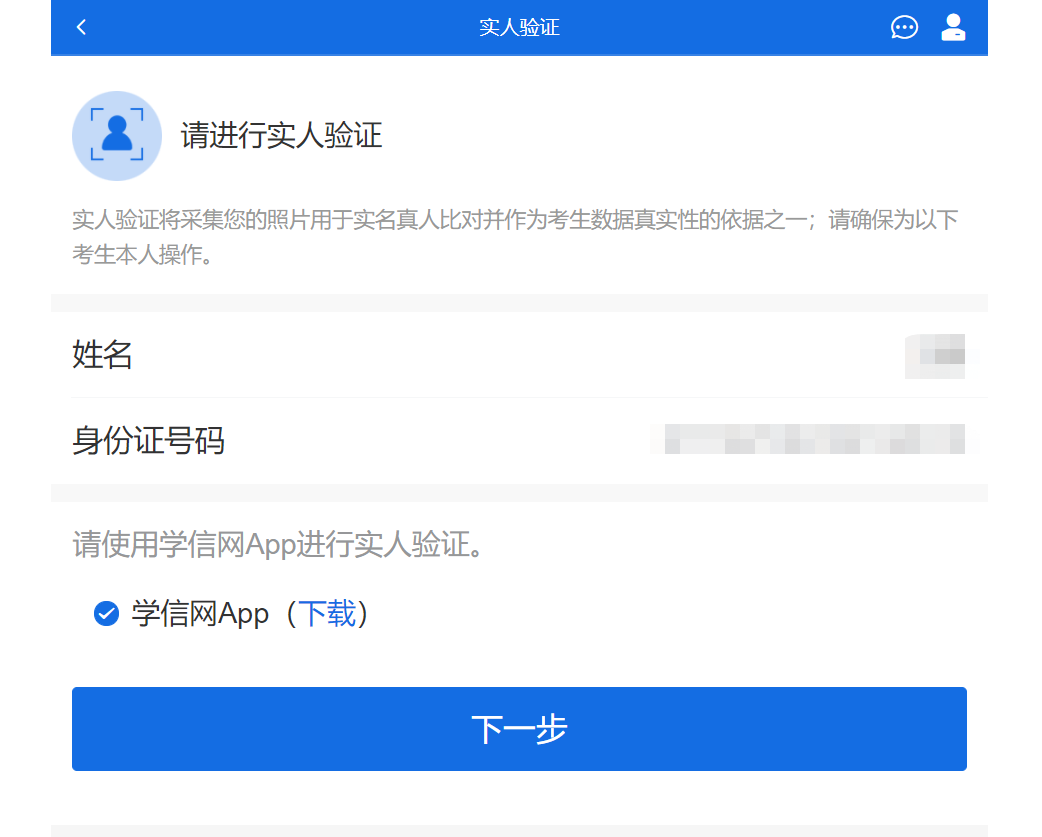 实人验证
请进行实人验证
实人验证将采集您的照片用于实名真人比对并作为考生数据真实性的依据之一；请确保为以下
考生本人操作。
姓名
身份证号码
请使用学信网App进行实人验证。
学信网App（下载）
下一步